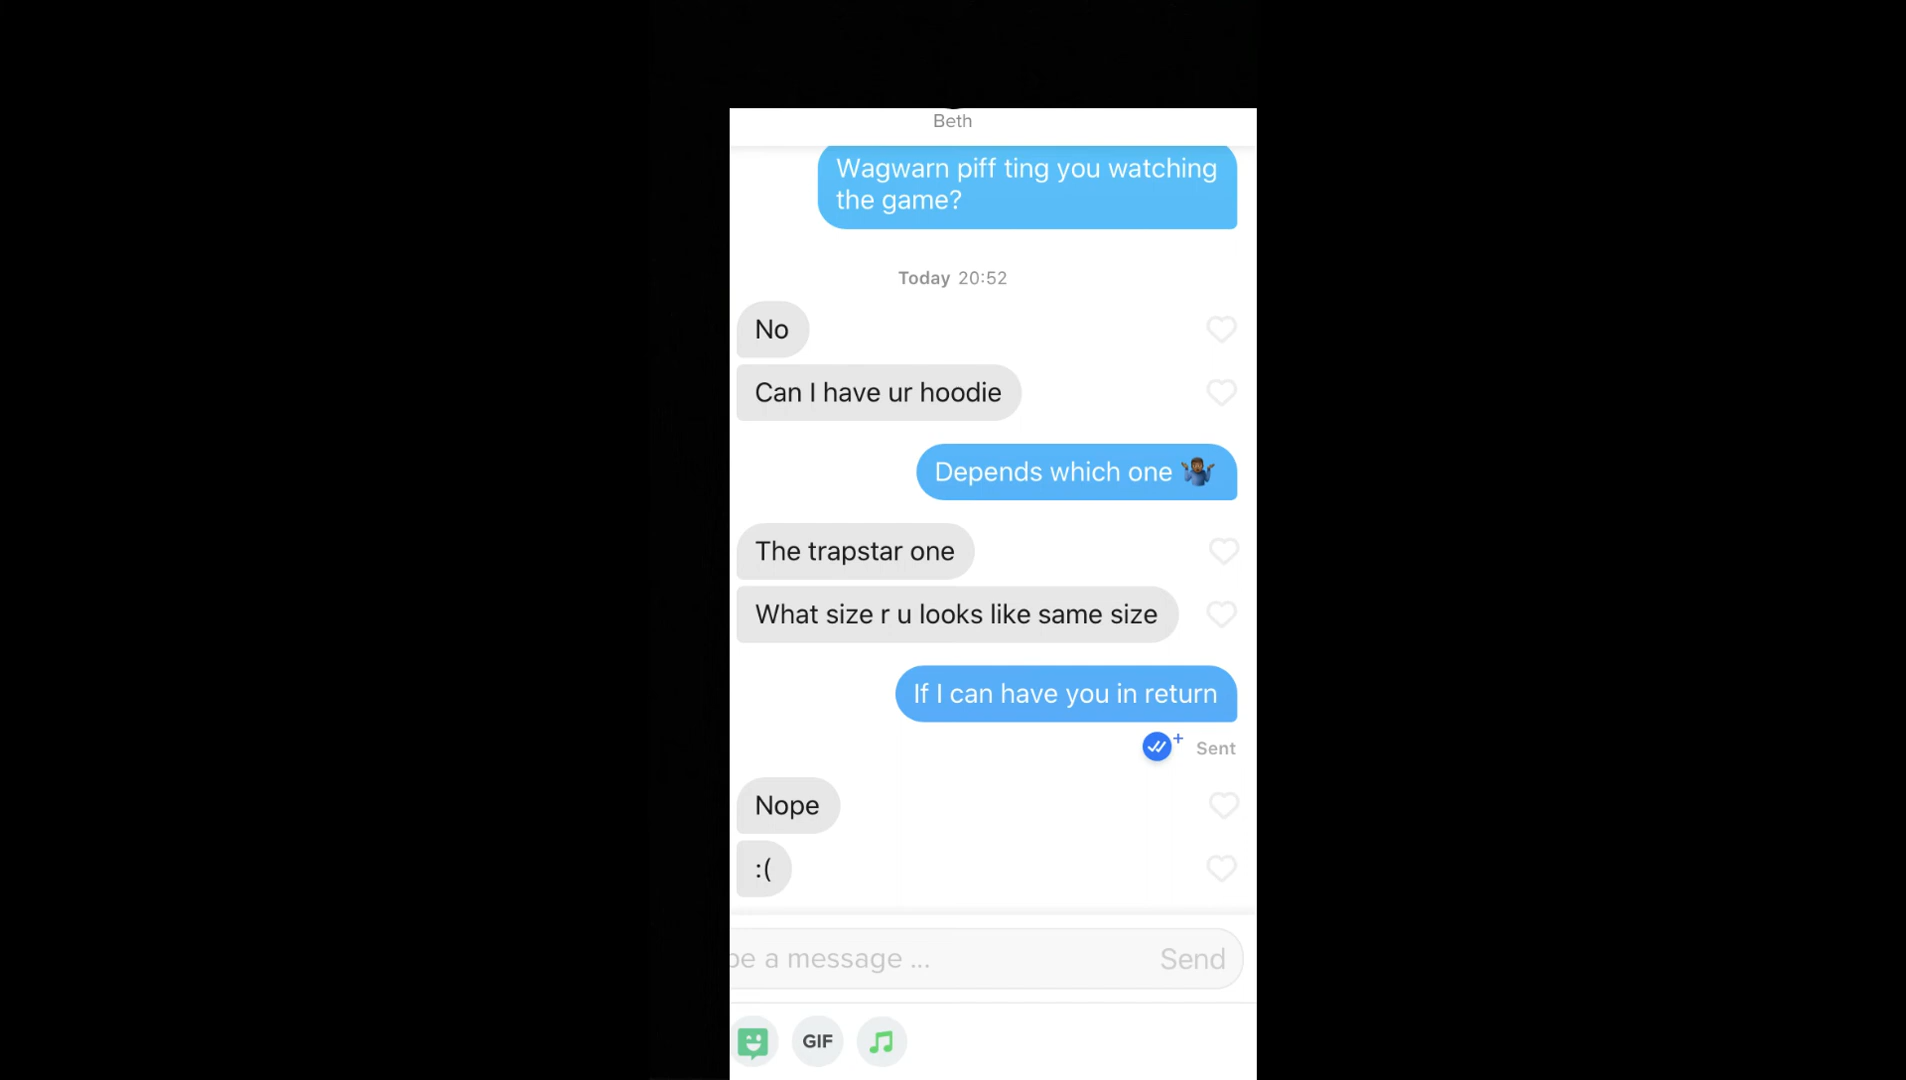 Beth
Wagwarn piff ting you watching
the game?
Today 20:52
No
Can I have ur hoodie
Depends which one 🤷🏾‍♂️
The trapstar one
What size r u looks like same size
If I can have you in return
Sent
Nope
:(
be a message ...
Send
GIF